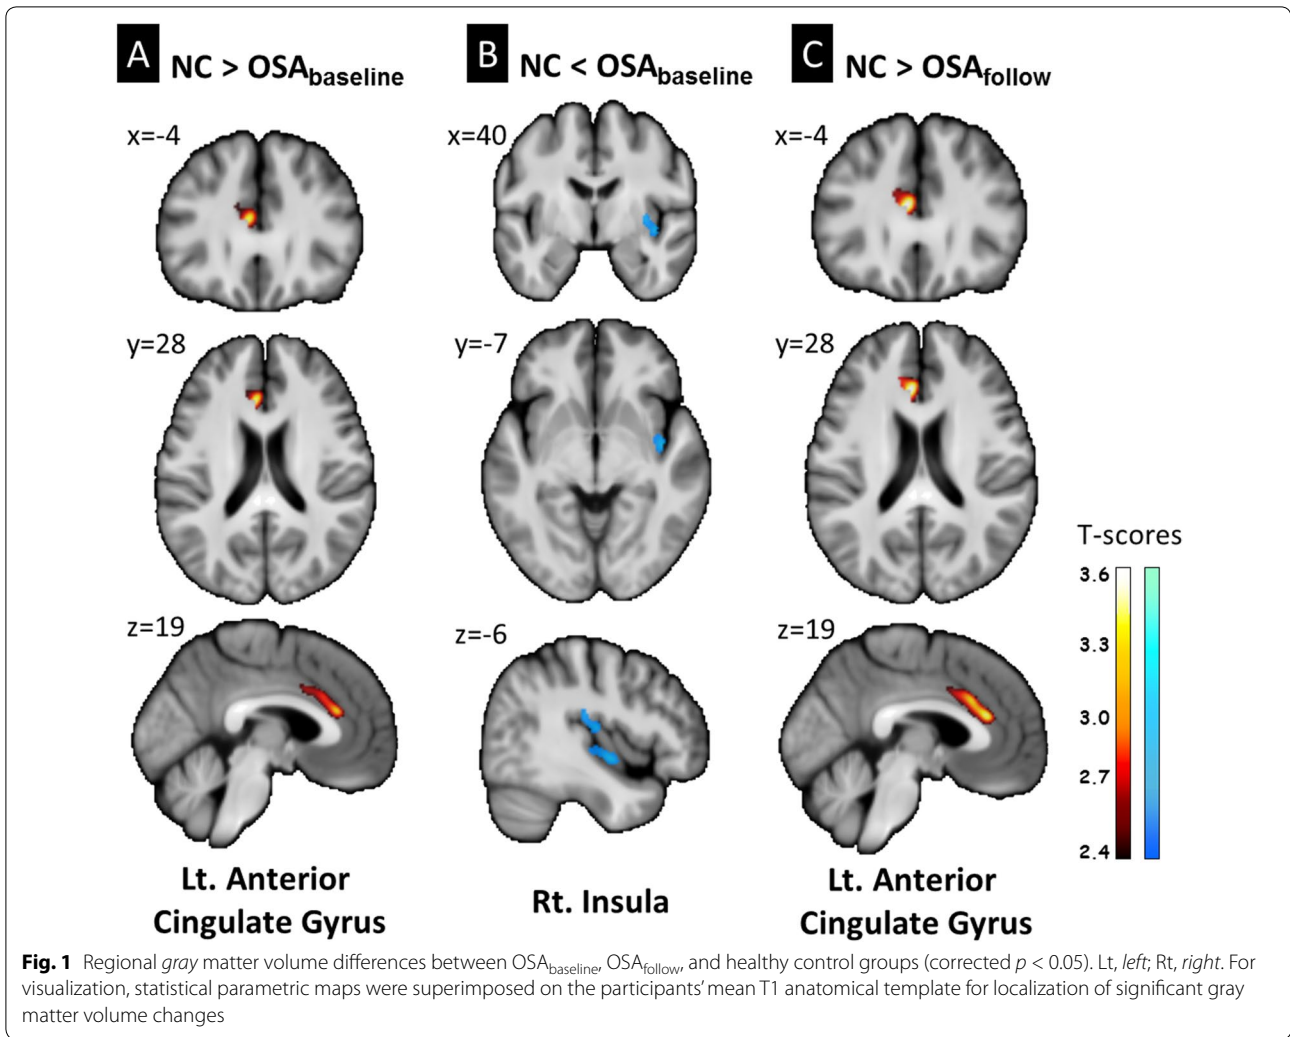 A NC > OSAbaseline
B NC < OSAbaseline
C NC > OSAfollow
x=-4
x=40
x=-4
y=28
y=-7
y=28
z=19
z=-6
z=19
T-scores
3.6
3.3
3.0
2.7
2.4
Lt. Anterior
Cingulate Gyrus
Rt. Insula
Lt. Anterior
Cingulate Gyrus
Fig. 1 Regional gray matter volume differences between OSAbaseline, OSAfollow, and healthy control groups (corrected p < 0.05). Lt, left; Rt, right. For
visualization, statistical parametric maps were superimposed on the participants' mean T1 anatomical template for localization of significant gray
matter volume changes